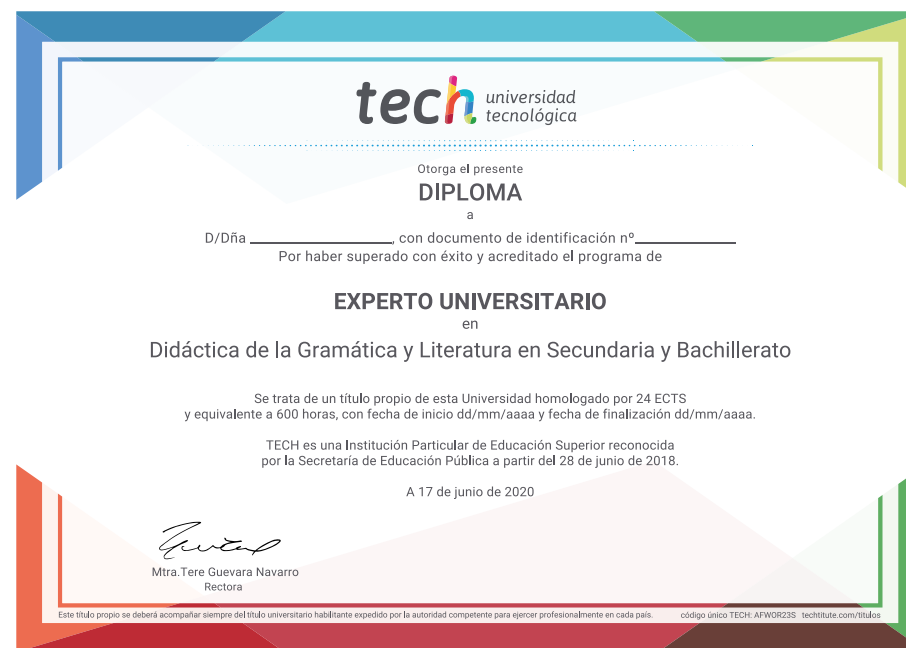 tech universidad
tecnológica
Otorga el presente
DIPLOMA
a
D/Dña ____________________, con documento de identificación nº______________
Por haber superado con éxito y acreditado el programa de
EXPERTO UNIVERSITARIO
en
Didáctica de la Gramática y Literatura en Secundaria y Bachillerato
Se trata de un título propio de esta Universidad homologado por 24 ECTS
y equivalente a 600 horas, con fecha de inicio dd/mm/aaaa y fecha de finalización dd/mm/aaaa.
TECH es una Institución Particular de Educación Superior reconocida
por la Secretaría de Educación Pública a partir del 28 de junio de 2018.
A 17 de junio de 2020
Mtra.Tere Guevara Navarro
Rectora
Este título propio se deberá acompañar siempre del título universitario habilitante expedido por la autoridad competente para ejercer profesionalmente en cada país. código único TECH: AFWOR23S techtitute.com/titulos